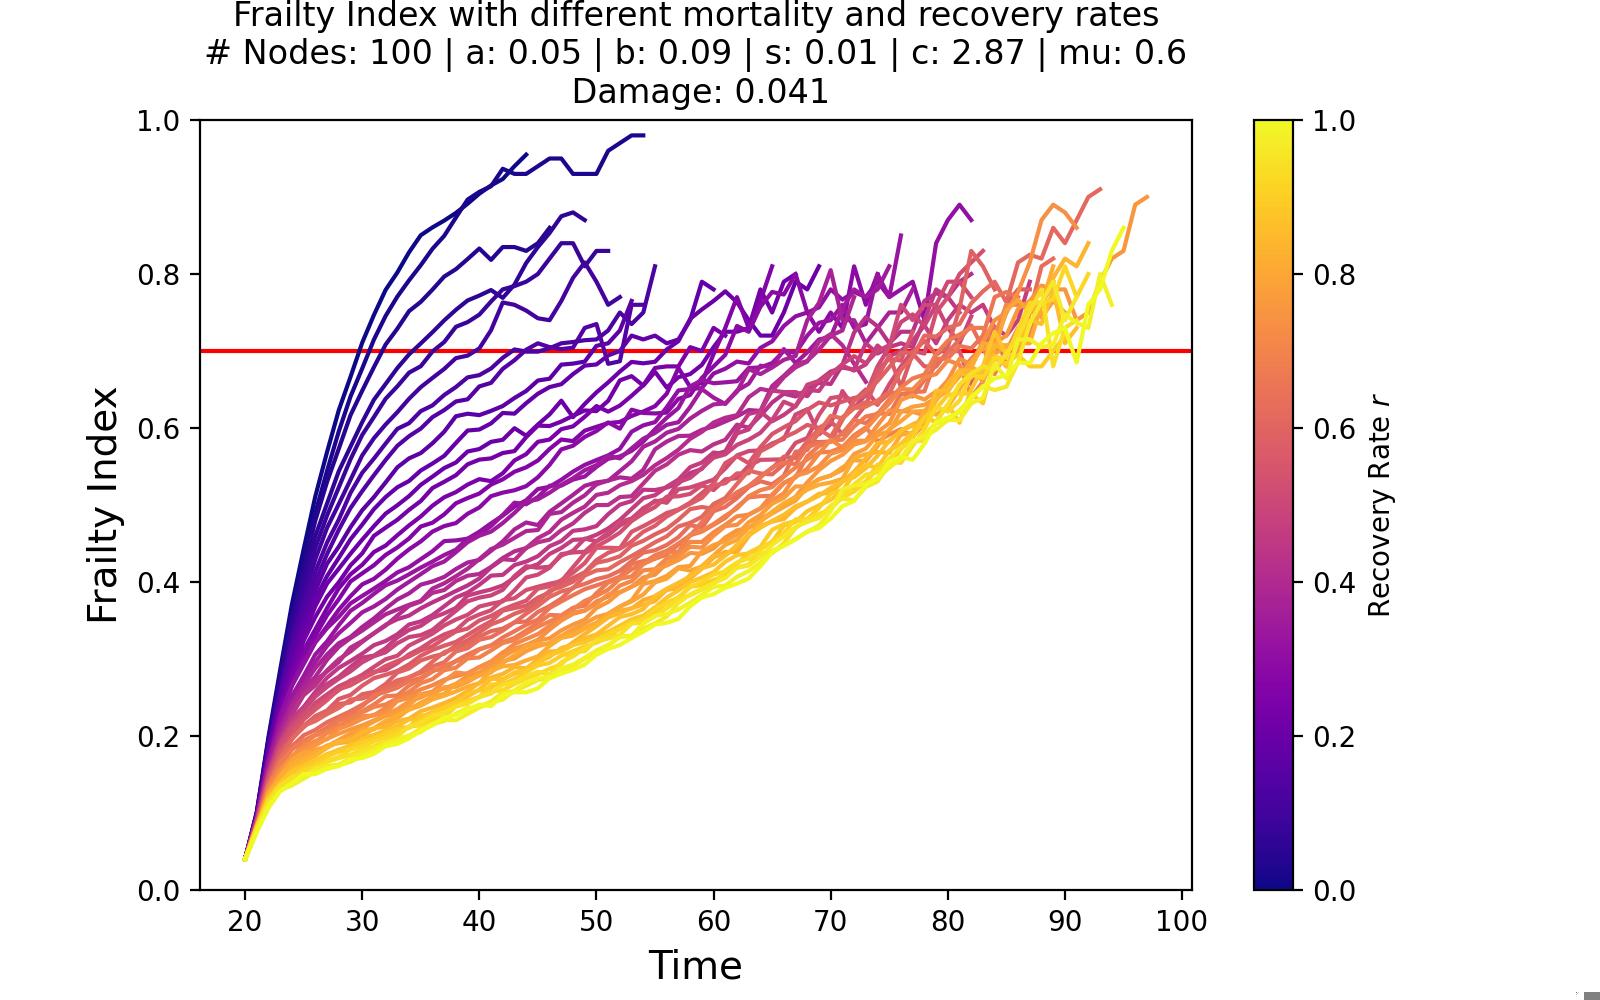 Frailty Index with different mortality and recovery rates
# Nodes: 100 | a: 0.05 | b: 0.09 | s: 0.01 | c: 2.87 | mu: 0.6
Damage: 0.041
Frailty Index
1.0
0.8
0.6
0.4
0.2
0.0
20 30 40 50 60 70 80 90 100
Time
1.0
0.8
0.6
0.4
0.2
0.0
Recovery Rate r